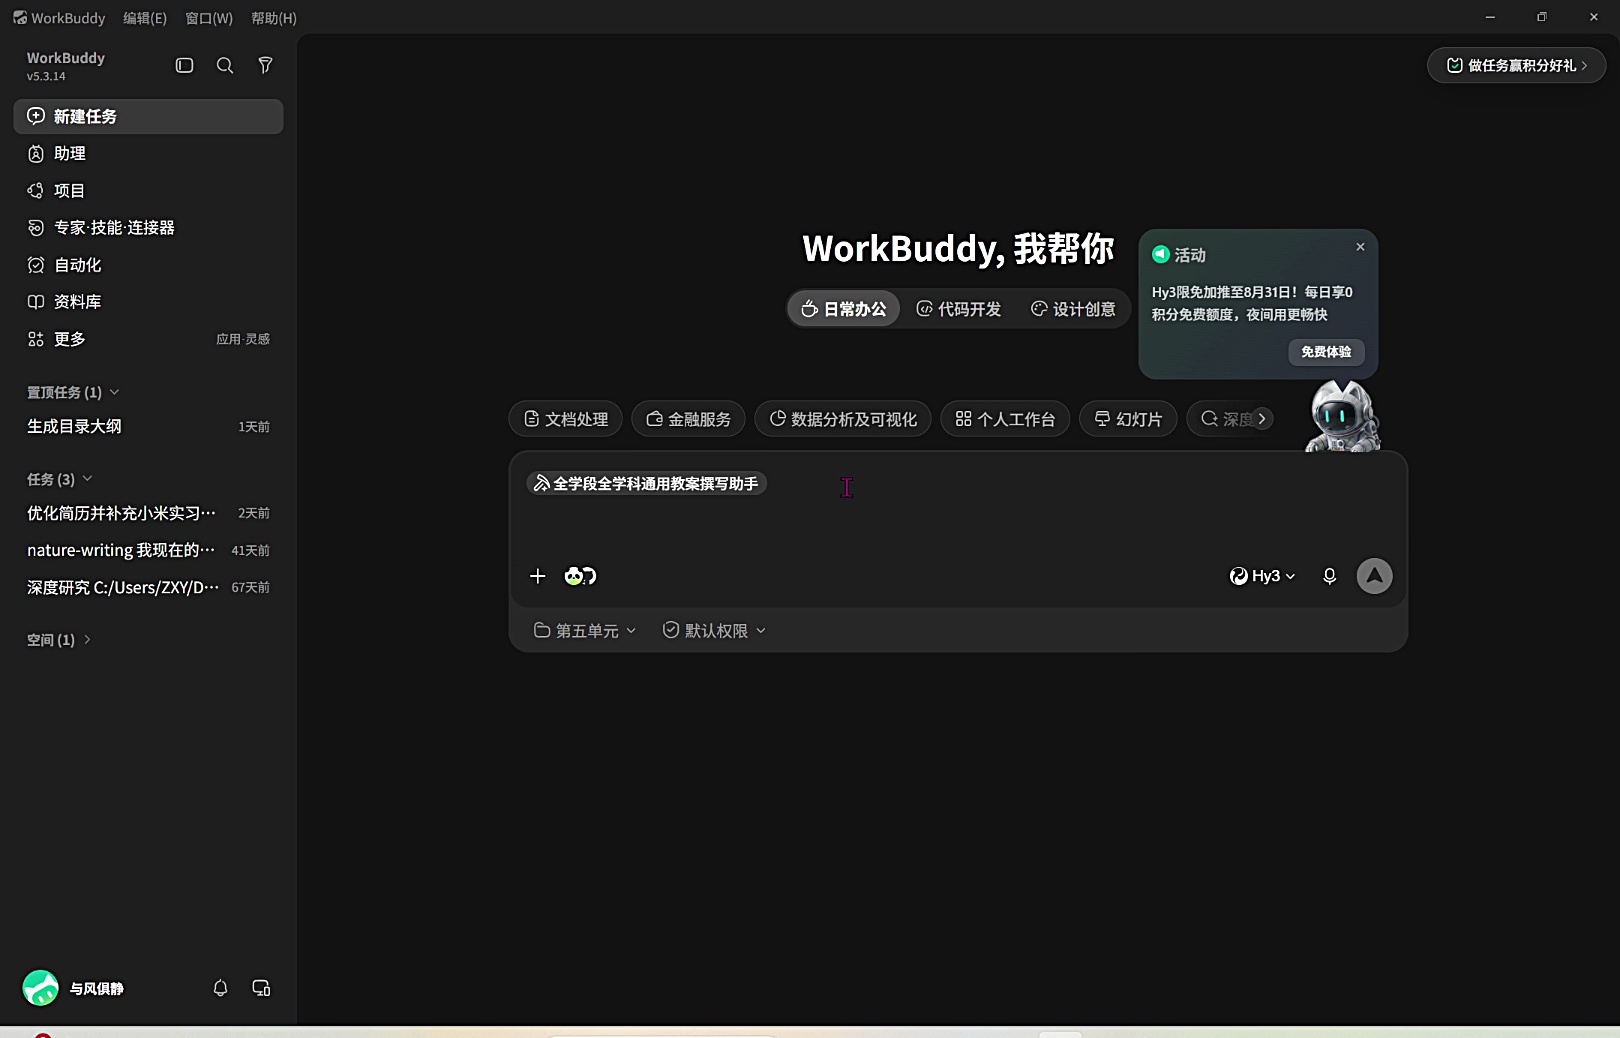 WorkBuddy 编辑(E) 窗口(W) 帮助(H)
WorkBuddy
v5.3.14
做任务赢积分好礼
新建任务
助理
项目
专家·技能·连接器
自动化
资料库
更多 应用·灵感
置顶任务 (1)
生成目录大纲 1天前
任务 (3)
优化简历并补充小米实习… 2天前
nature-writing 我现在的… 41天前
深度研究 C:/Users/ZXY/D… 67天前
空间 (1)
与风俱静
WorkBuddy, 我帮你
日常办公 代码开发 设计创意
活动
Hy3限免加推至8月31日！每日享0
积分免费额度，夜间用更畅快
免费体验
文档处理 金融服务 数据分析及可视化 个人工作台 幻灯片 深度
全学段全学科通用教案撰写助手
Hy3
第五单元 默认权限